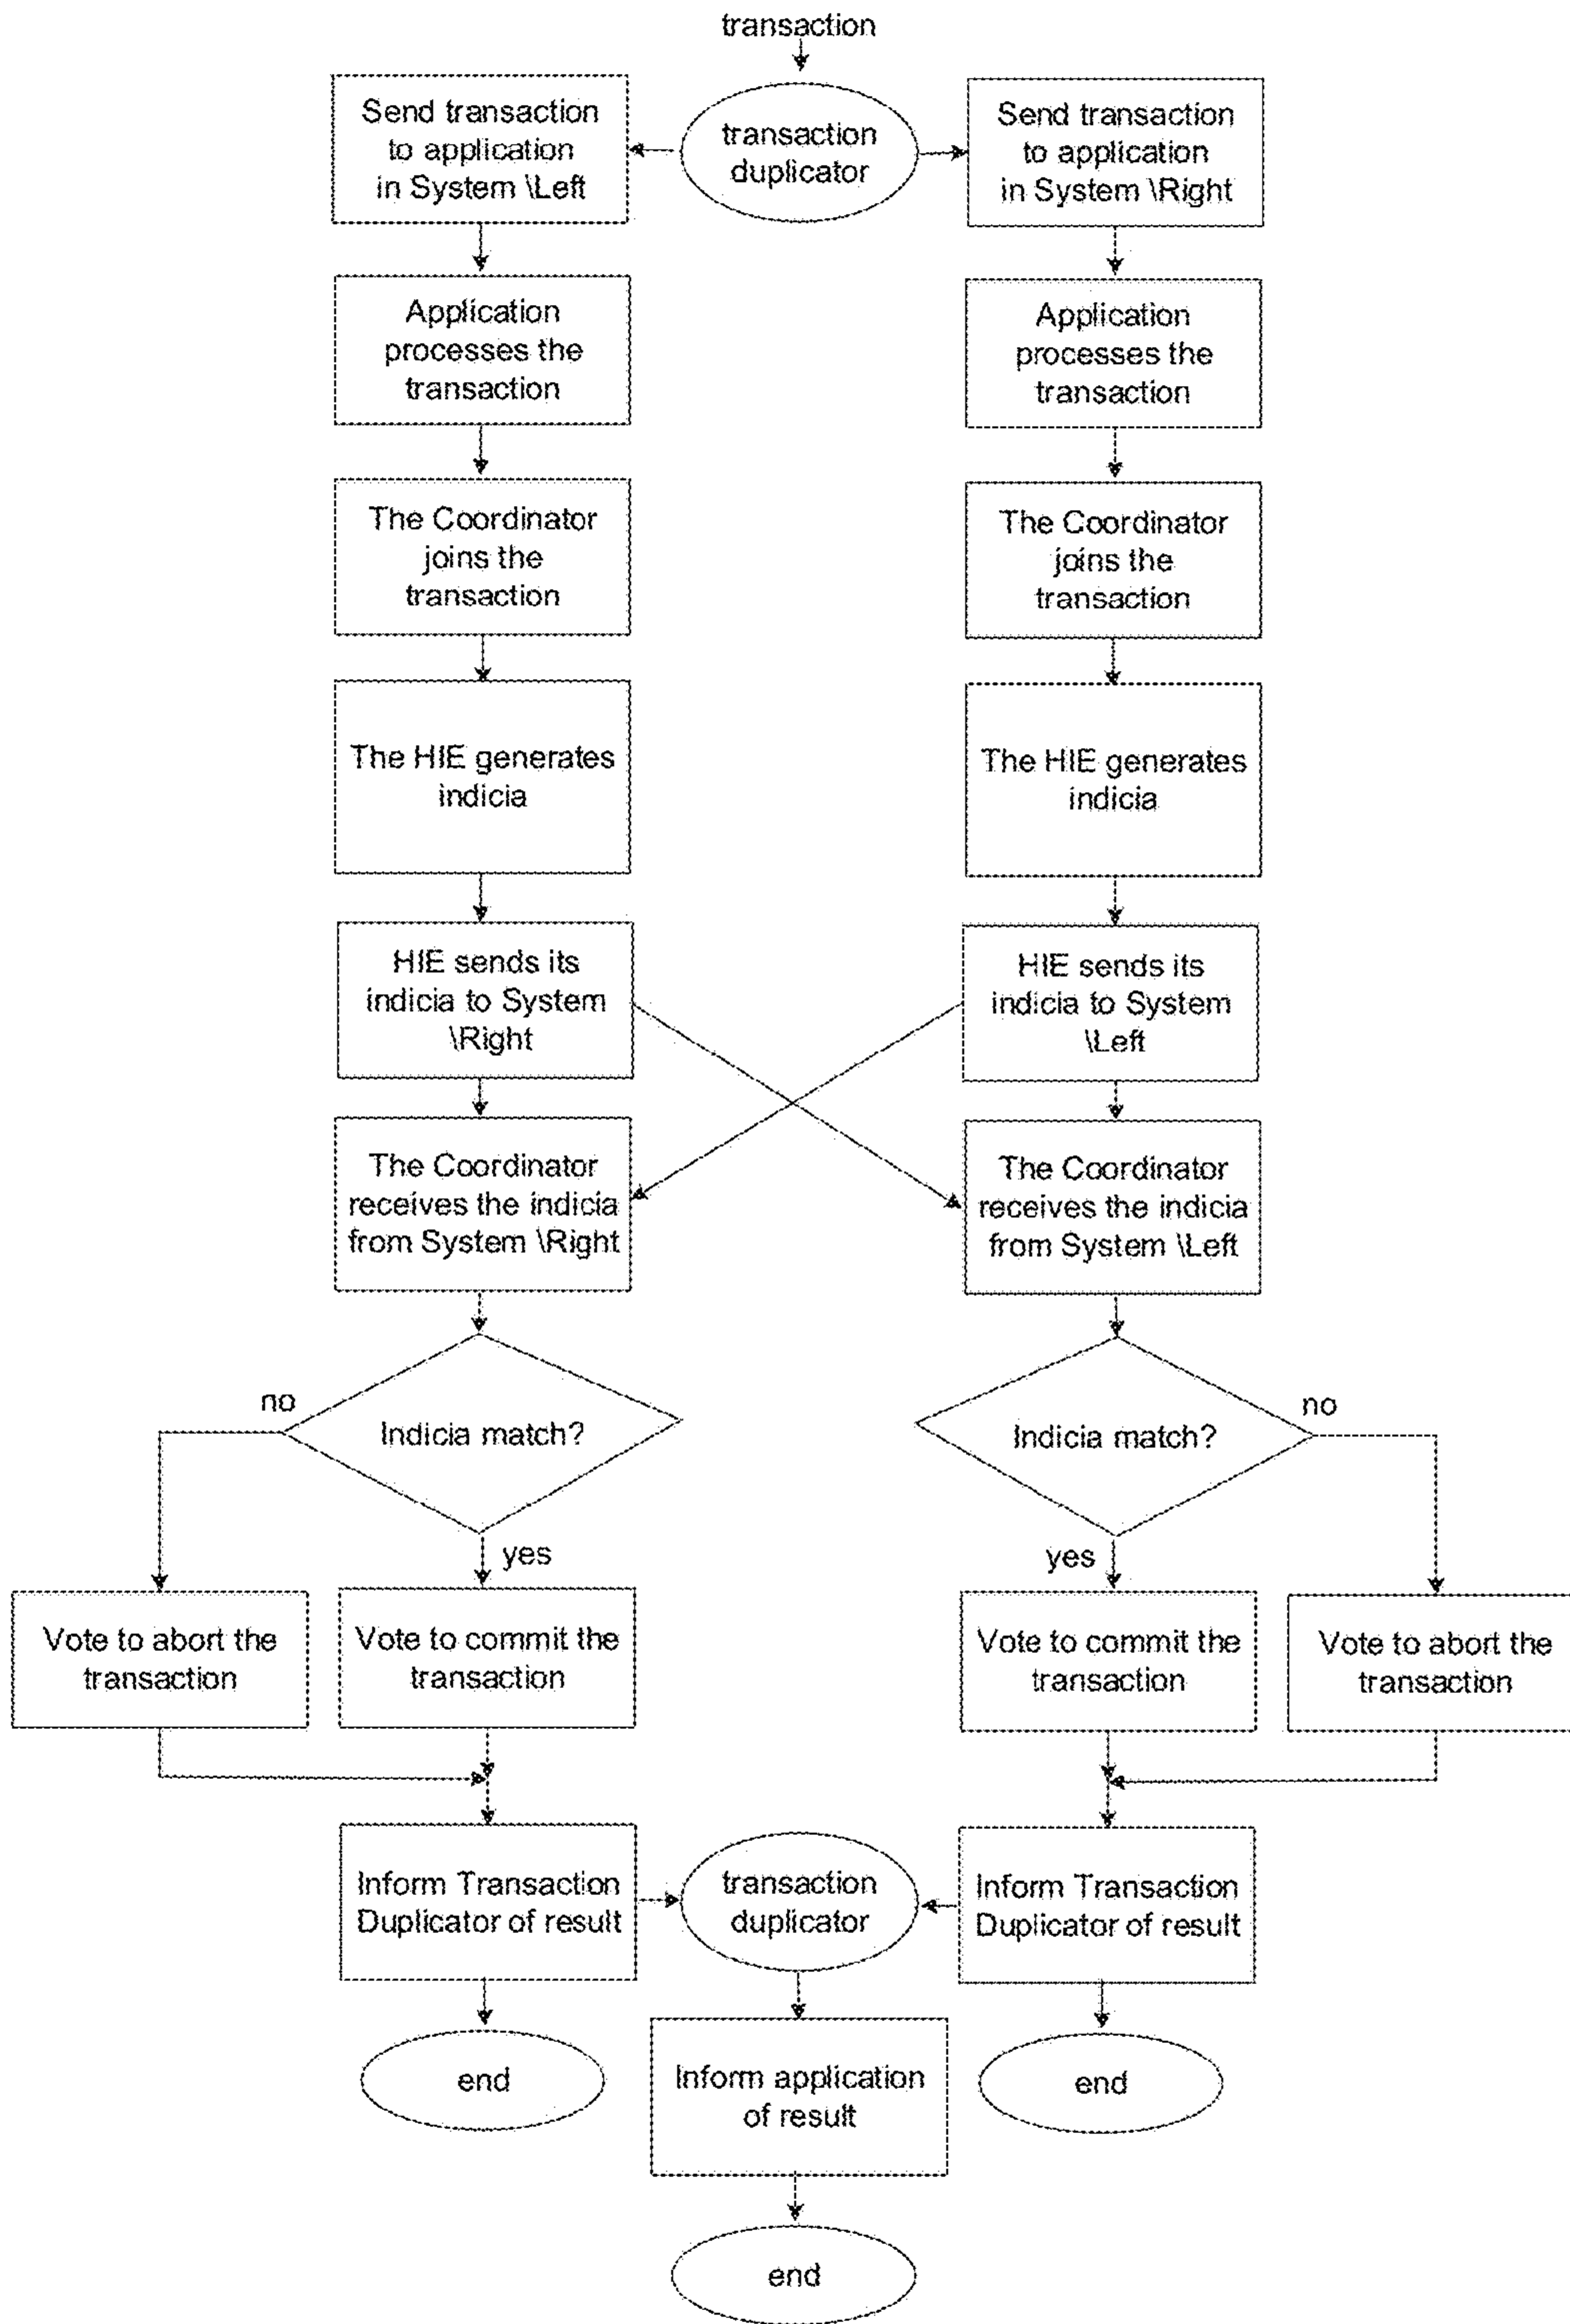 transaction
Send transaction
to application
in System \Left
transaction
duplicator
Send transaction
to application
in System \Right
Application
processes the
transaction
Application
processes the
transaction
The Coordinator
joins the
transaction
The Coordinator
joins the
transaction
The HIE generates
indicia
The HIE generates
indicia
HIE sends its
indicia to System
\Right
HIE sends its
indicia to System
\Left
The Coordinator
receives the indicia
from System \Right
The Coordinator
receives the indicia
from System \Left
no
Indicia match?
yes
Indicia match?
no
yes
Vote to abort the
transaction
Vote to commit the
transaction
Vote to commit the
transaction
Vote to abort the
transaction
Inform Transaction
Duplicator of result
transaction
duplicator
Inform Transaction
Duplicator of result
end
Inform application
of result
end
end